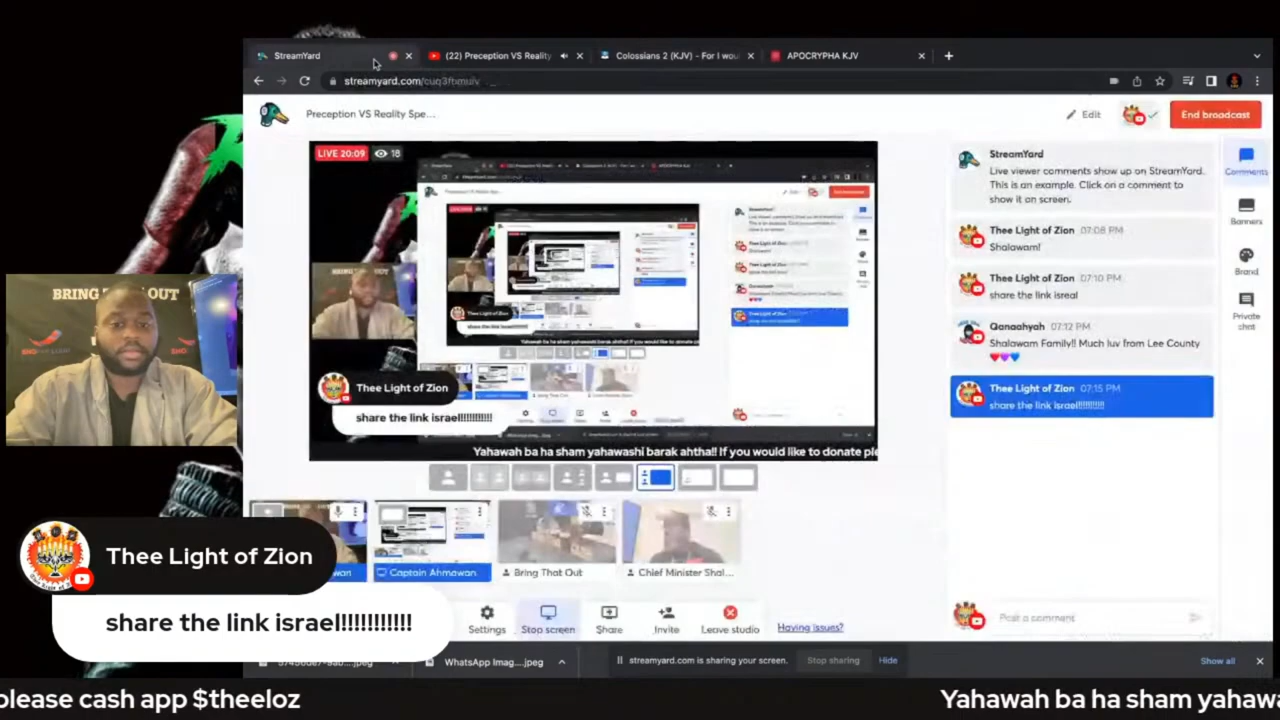 StreamYard
(22) Preception VS Reality
Colossians 2 (KJV) - For I wou
APOCRYPHA KJV
Preception VS Reality Spe...
Edit
End broadcast
LIVE 20:09
18
StreamYard
Live viewer comments show up on StreamYard.
This is an example. Click on a comment to
show it on screen.
Thee Light of Zion 07:08 PM
Shalawam!
Thee Light of Zion 07:10 PM
share the link isreal
Qanaahyah 07:12 PM
Shalawam Family!! Much luv from Lee County
Thee Light of Zion 07:15 PM
share the link israel!!!!!!!!!!!
Comments
Banners
Brand
Private
chat
Post a comment
BRING OUT
Thee Light of Zion
share the link israel!!!!!!!!!!!
Yahawah ba ha sham yahawashi barak ahtha!! If you would like to donate ple
Captain Ahmawan
Bring That Out
Chief Minister Shal...
Settings
Stop screen
Share
Invite
Leave studio
Having issues?
Thee Light of Zion
share the link israel!!!!!!!!!!!
WhatsApp Imag....jpeg
streamyard.com is sharing your screen.
Stop sharing
Hide
Show all
please cash app $theeloz
Yahawah ba ha sham yahawa